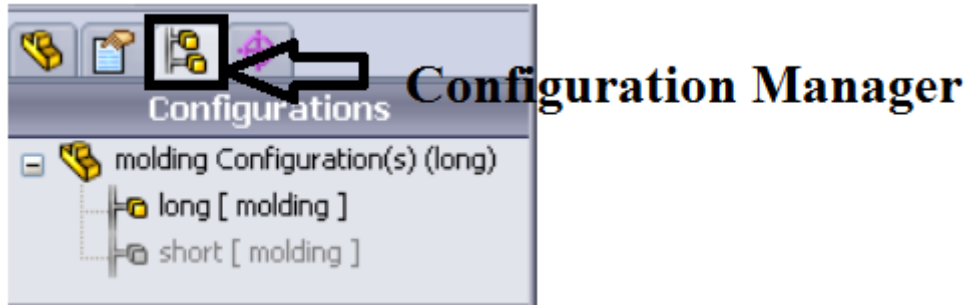 Configuration Manager
Configurations
molding Configuration(s) (long)
long [ molding ]
short [ molding ]